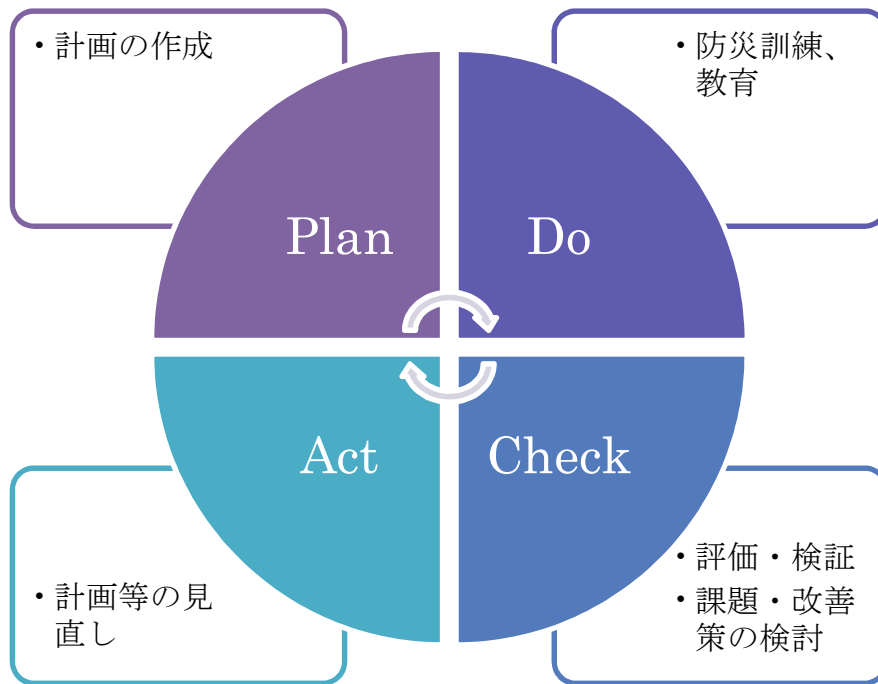 ・計画の作成
・防災訓練、
教育
Plan
Do
Act
Check
・計画等の見
直し
・評価・検証
・課題・改善
策の検討